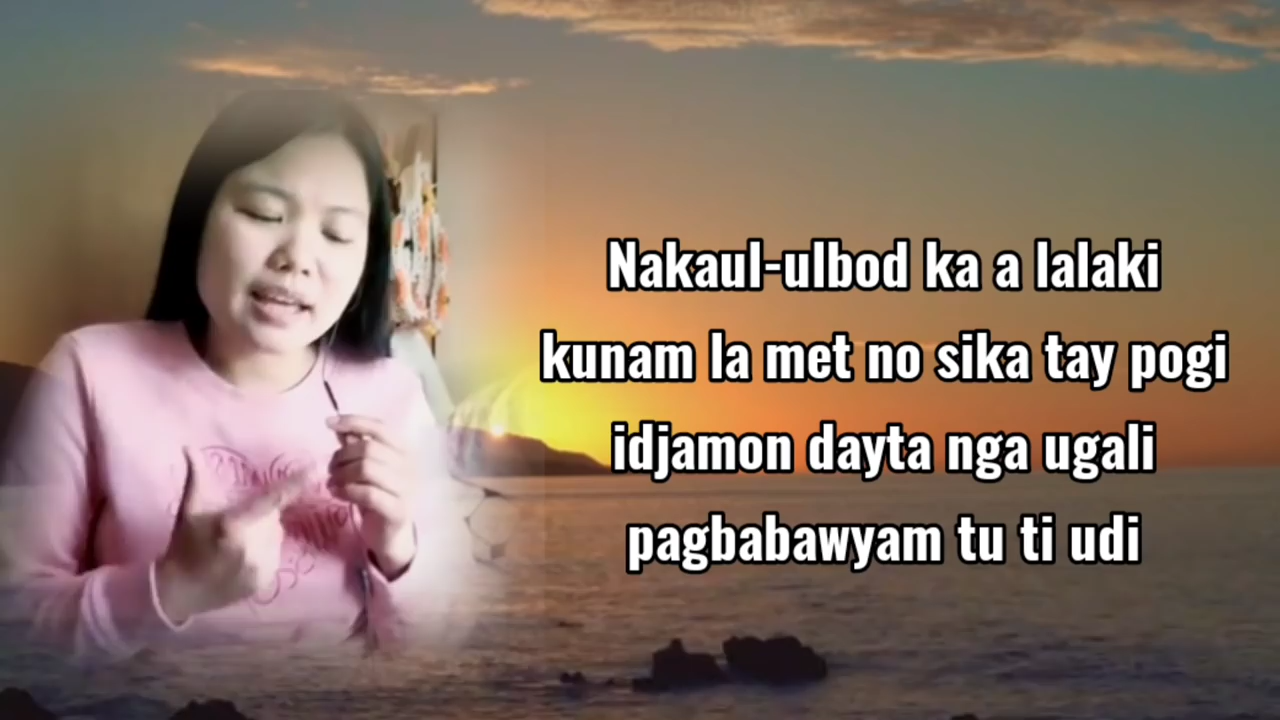 Nakaul-ulbod ka a lalaki
kunam la met no sika tay pogi
idjamon dayta nga ugali
pagbabawyam tu ti udi